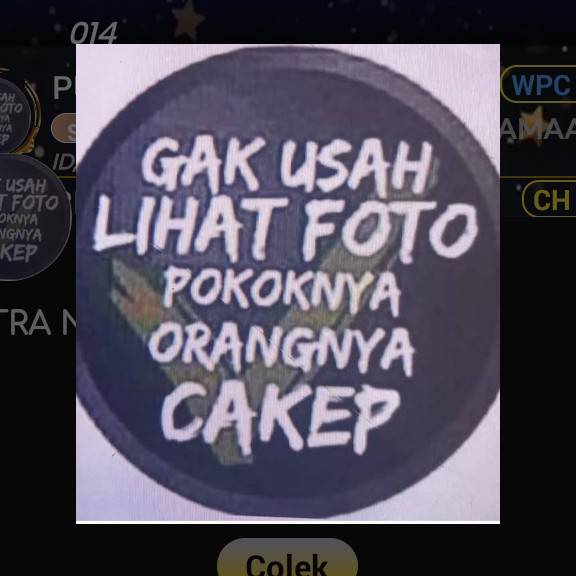 014
WPC
CH
GAK USAH
LIHAT FOTO
POKOKNYA
ORANGNYA
CAKEP
Colek